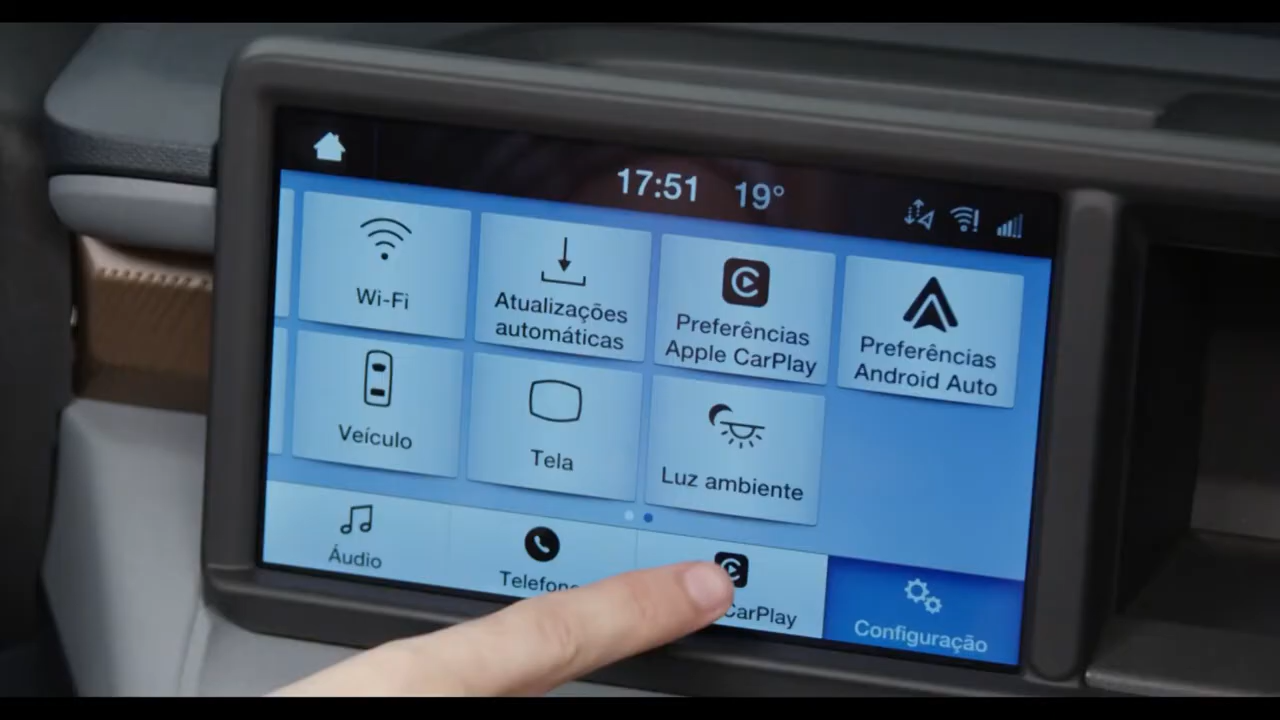 17:51 19°
Wi-Fi
Atualizações
automáticas
Preferências
Apple CarPlay
Preferências
Android Auto
Veículo
Tela
Luz ambiente
Áudio
Telefone
CarPlay
Configuração